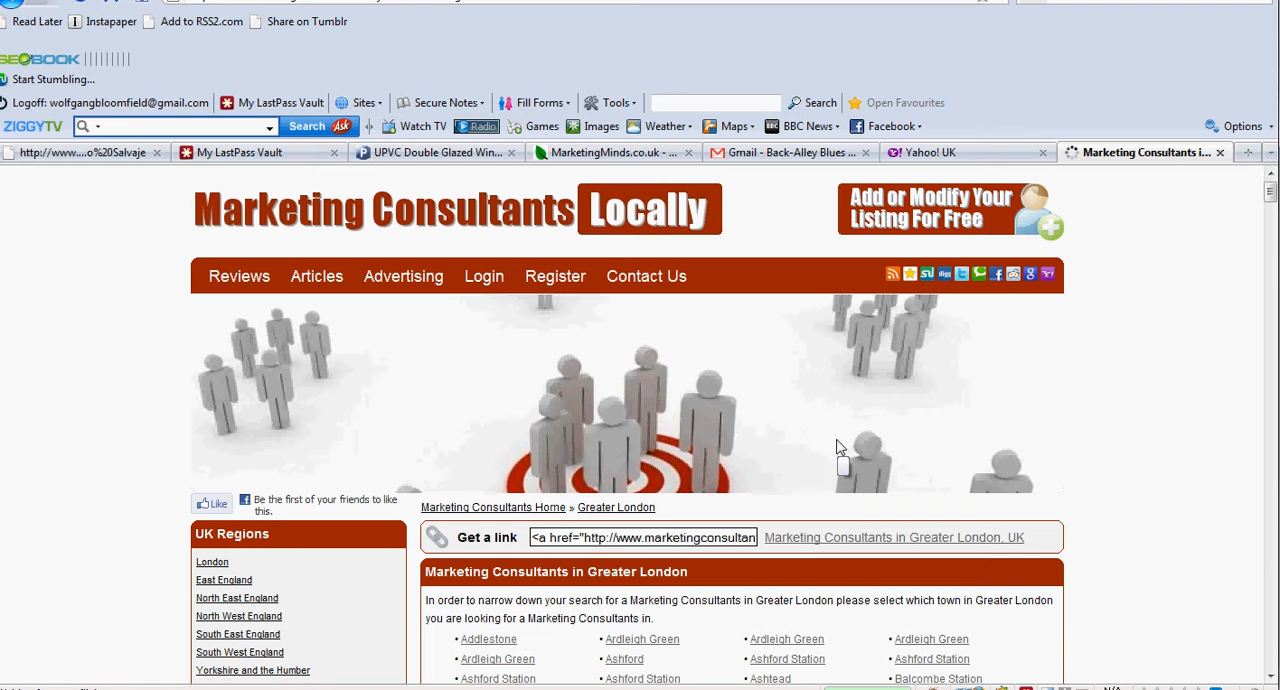 Read Later Instapaper Add to RSS2.com Share on Tumblr
SEOBOOK
Start Stumbling...
Logoff: wolfgangbloomfield@gmail.com My LastPass Vault Sites Secure Notes Fill Forms Tools Search Open Favourites
ZIGGYTV Search Ask Watch TV Radio Games Images Weather Maps BBC News Facebook Options
http://www....o%20Salvaje My LastPass Vault UPVC Double Glazed Win... MarketingMinds.co.uk - ... Gmail - Back-Alley Blues ... Yahoo! UK Marketing Consultants i...
Marketing Consultants Locally
Add or Modify Your
Listing For Free
Reviews Articles Advertising Login Register Contact Us
Like Be the first of your friends to like
this.
Marketing Consultants Home » Greater London
UK Regions
Get a link <a href="http://www.marketingconsultan Marketing Consultants in Greater London, UK
London
East England
North East England
North West England
South East England
South West England
Yorkshire and the Humber
Marketing Consultants in Greater London
In order to narrow down your search for a Marketing Consultants in Greater London please select which town in Greater London
you are looking for a Marketing Consultants in.
• Addlestone • Ardleigh Green • Ardleigh Green • Ardleigh Green
• Ardleigh Green • Ashford • Ashford Station • Ashford Station
• Ashford Station • Ashford Station • Ashtead • Balcombe Station